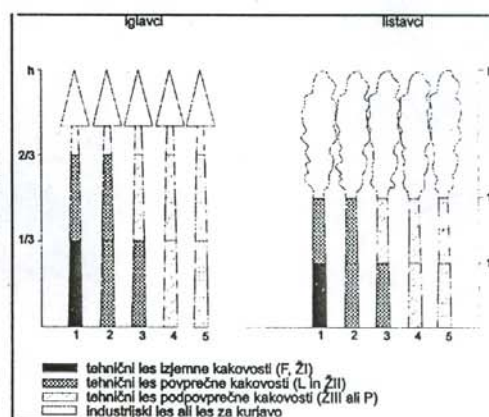 iglavci
listavci
h
2/3
1/3
1 2 3 4 5
1 2 3 4 5
tehnični les izjemne kakovosti (F, ŽI)
tehnični les povprečne kakovosti (L in ŽII)
tehnični les podpovprečne kakovosti (ŽIII ali P)
industrijski les ali les za kurjavo